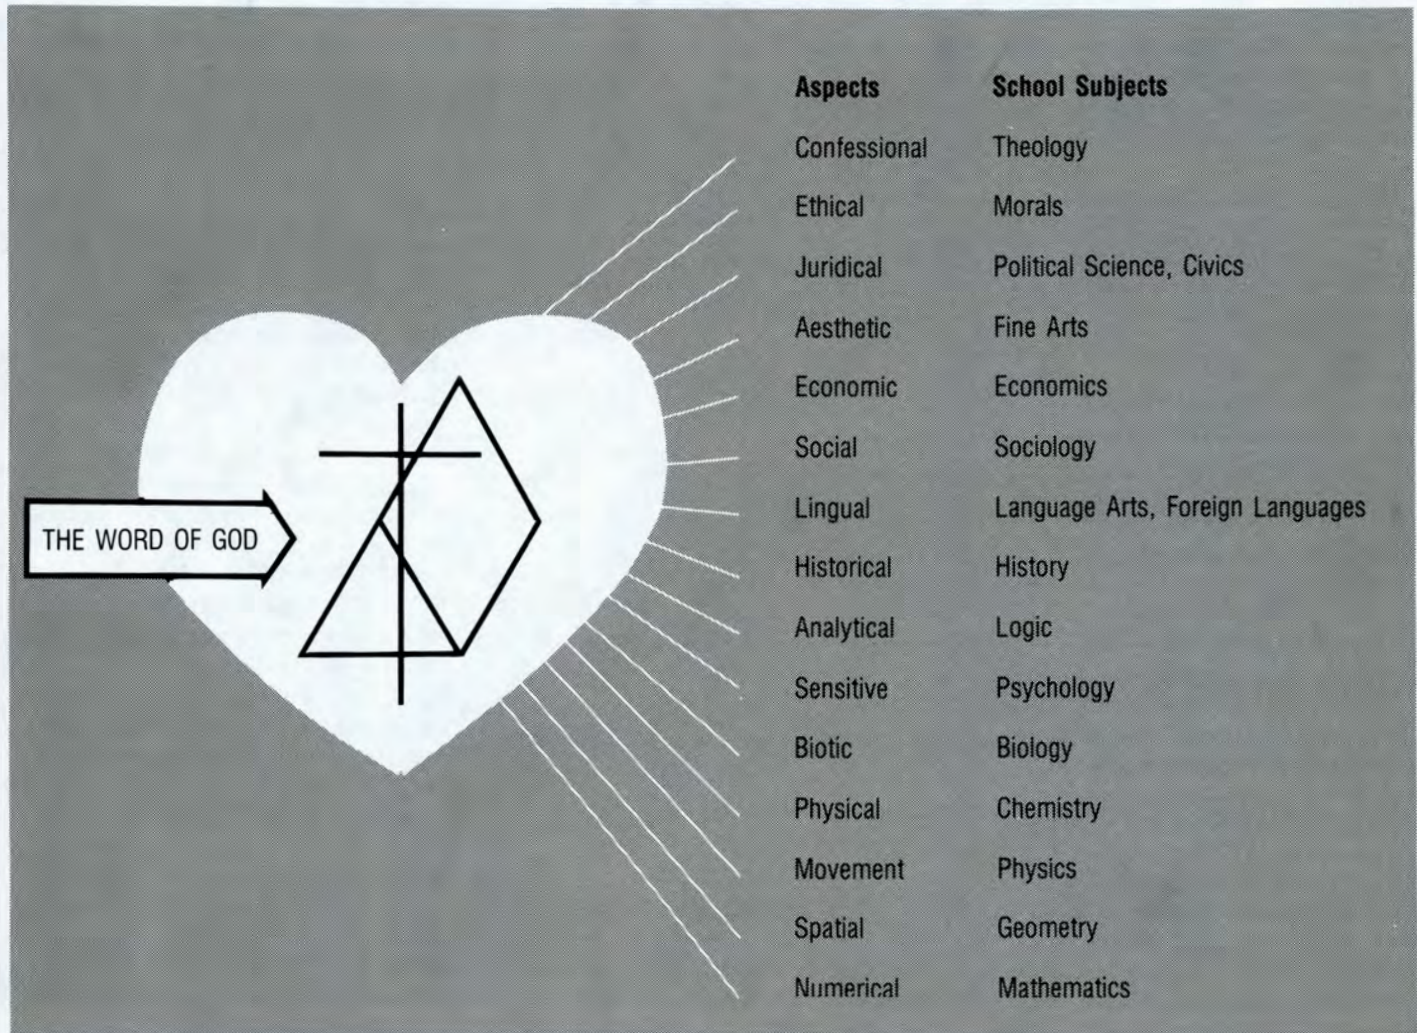 Aspects School Subjects
Confessional Theology
Ethical Morals
Juridical Political Science, Civics
Aesthetic Fine Arts
Economic Economics
Social Sociology
Lingual Language Arts, Foreign Languages
THE WORD OF GOD
Historical History
Analytical Logic
Sensitive Psychology
Biotic Biology
Physical Chemistry
Movement Physics
Spatial Geometry
Numerical Mathematics